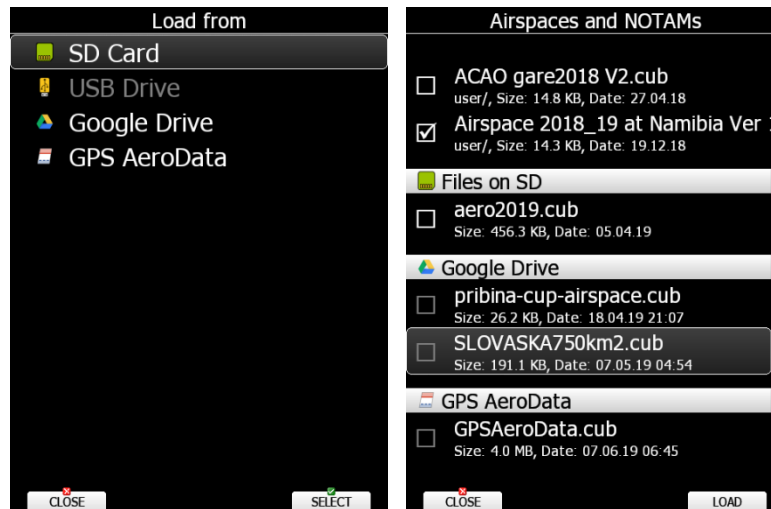 Load from
SD Card
USB Drive
Google Drive
GPS AeroData
CLOSE
SELECT
Airspaces and NOTAMs
ACAO gare2018 V2.cub
user/, Size: 14.8 KB, Date: 27.04.18
Airspace 2018_19 at Namibia Ver
user/, Size: 14.3 KB, Date: 19.12.18
Files on SD
aero2019.cub
Size: 456.3 KB, Date: 05.04.19
Google Drive
pribina-cup-airspace.cub
Size: 26.2 KB, Date: 18.04.19 21:07
SLOVASKA750km2.cub
Size: 191.1 KB, Date: 07.05.19 04:54
GPS AeroData
GPSAeroData.cub
Size: 4.0 MB, Date: 07.06.19 06:45
CLOSE
LOAD